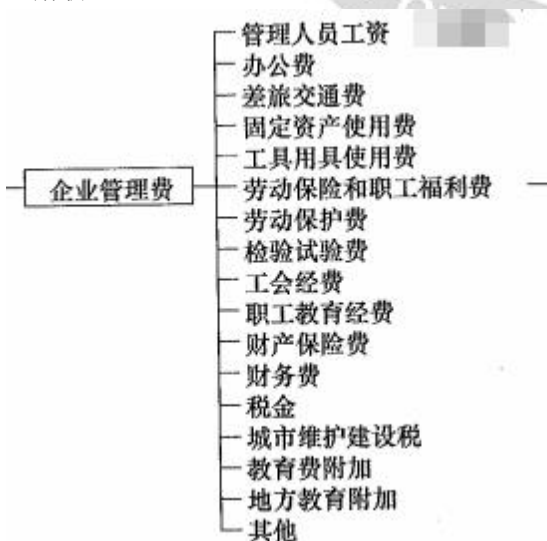 管理人员工资
办公费
差旅交通费
固定资产使用费
工具用具使用费
企业管理费
劳动保险和职工福利费
劳动保护费
检验试验费
工会经费
职工教育经费
财产保险费
财务费
税金
城市维护建设税
教育费附加
地方教育附加
其他